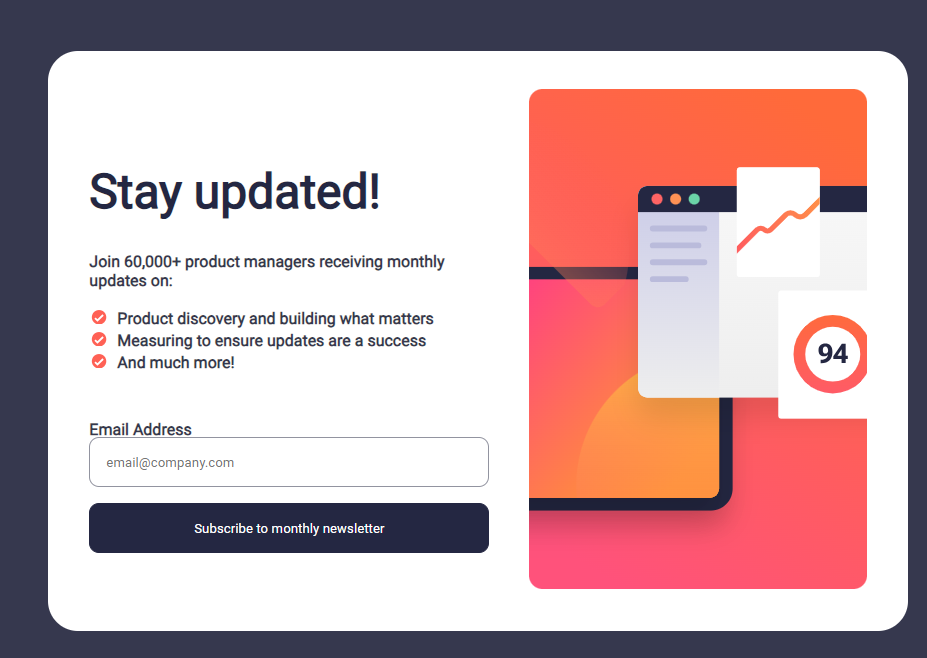 Stay updated!
Join 60,000+ product managers receiving monthly
updates on:
Product discovery and building what matters
Measuring to ensure updates are a success
And much more!
Email Address
email@company.com
Subscribe to monthly newsletter
94